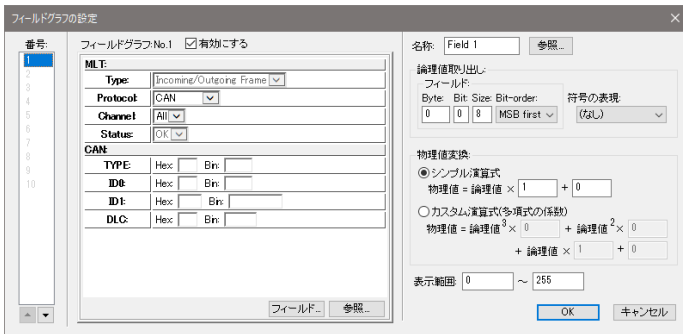 フィールドグラフの設定
番号:
1
2
3
4
5
6
7
8
9
10
フィールドグラフ:No.1 有効にする
MLT:
Type: Incoming/Outgoing Frame
Protocol: CAN
Channel: All
Status: OK
CAN:
TYPE: Hex: Bin:
ID0: Hex: Bin:
ID1: Hex: Bin:
DLC: Hex: Bin:
フィールド... 参照...
名称: Field 1 参照...
論理値取り出し:
フィールド:
Byte: Bit: Size: Bit-order: 符号の表現:
0 0 8 MSB first (なし)
物理値変換:
シンプル演算式
物理値 = 論理値 × 1 + 0
カスタム演算式(多項式の係数)
物理値 = 論理値³ × 0 + 論理値² × 0
+ 論理値 × 1 + 0
表示範囲: 0 ～ 255
OK キャンセル